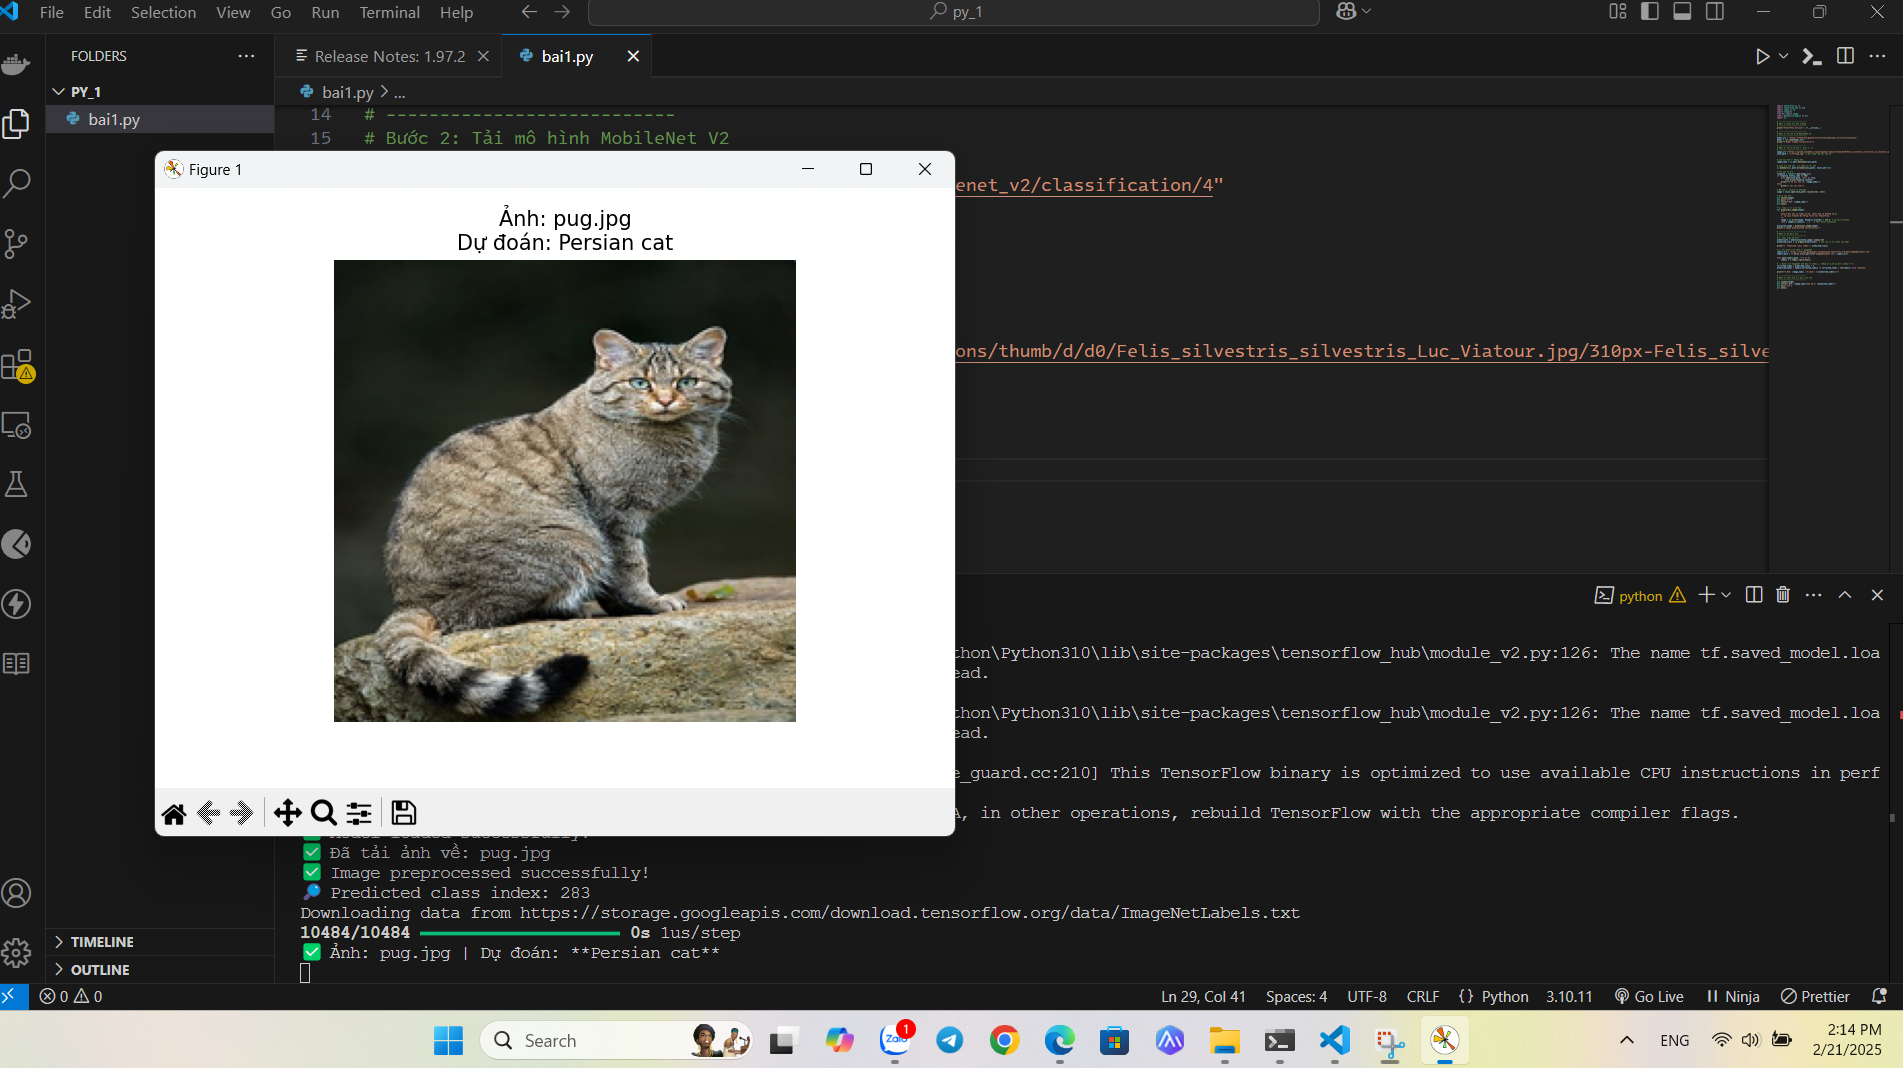 File Edit Selection View Go Run Terminal Help
py_1
FOLDERS
Release Notes: 1.97.2
bai1.py
PY_1
bai1.py
bai1.py > ...
14 # ---------------------------
15 # Bước 2: Tải mô hình MobileNet V2
Figure 1
enet_v2/classification/4"
Ảnh: pug.jpg
Dự đoán: Persian cat
ons/thumb/d/d0/Felis_silvestris_silvestris_Luc_Viatour.jpg/310px-Felis_silve
python
thon\Python310\lib\site-packages\tensorflow_hub\module_v2.py:126: The name tf.saved_model.loa
ead.
thon\Python310\lib\site-packages\tensorflow_hub\module_v2.py:126: The name tf.saved_model.loa
ead.
e_guard.cc:210] This TensorFlow binary is optimized to use available CPU instructions in perf
A, in other operations, rebuild TensorFlow with the appropriate compiler flags.
✅ Đã tải ảnh về: pug.jpg
✅ Image preprocessed successfully!
🔎 Predicted class index: 283
Downloading data from https://storage.googleapis.com/download.tensorflow.org/data/ImageNetLabels.txt
10484/10484 ━━━━━━━━━━━━━━━━━━━━ 0s 1us/step
✅ Ảnh: pug.jpg | Dự đoán: **Persian cat**
TIMELINE
OUTLINE
0 0
Ln 29, Col 41 Spaces: 4 UTF-8 CRLF {} Python 3.10.11 Go Live Ninja Prettier
Search
Zalo
1
ENG
2:14 PM
2/21/2025